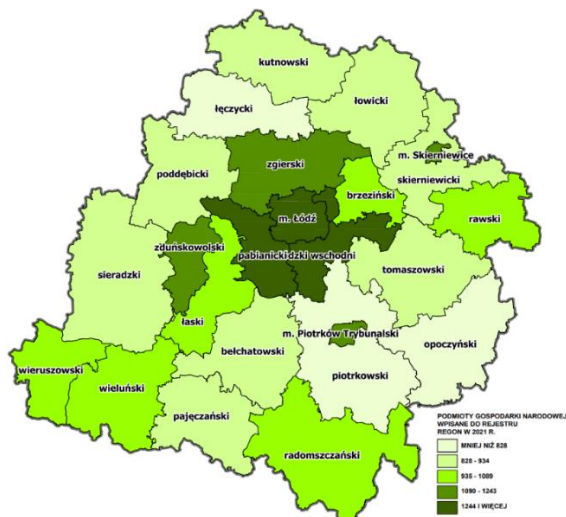 kutnowski
łowicki
łęczycki
m. Skierniewice
zgierski
poddębicki
skierniewicki
brzeziński
rawski
m. Łódź
zduńskowolski
pabianicki
dzki wschodni
sieradzki
tomaszowski
łaski
m. Piotrków Trybunalski
opoczyński
bełchatowski
wieruszowski
piotrkowski
wieluński
pajęczański
radomszczański
PODMIOTY GOSPODARKI NARODOWEJ
WPISANE DO REJESTRU
REGON W 2021 R.
MNIEJ NIŻ 828
828 - 934
935 - 1089
1090 - 1243
1244 I WIĘCEJ